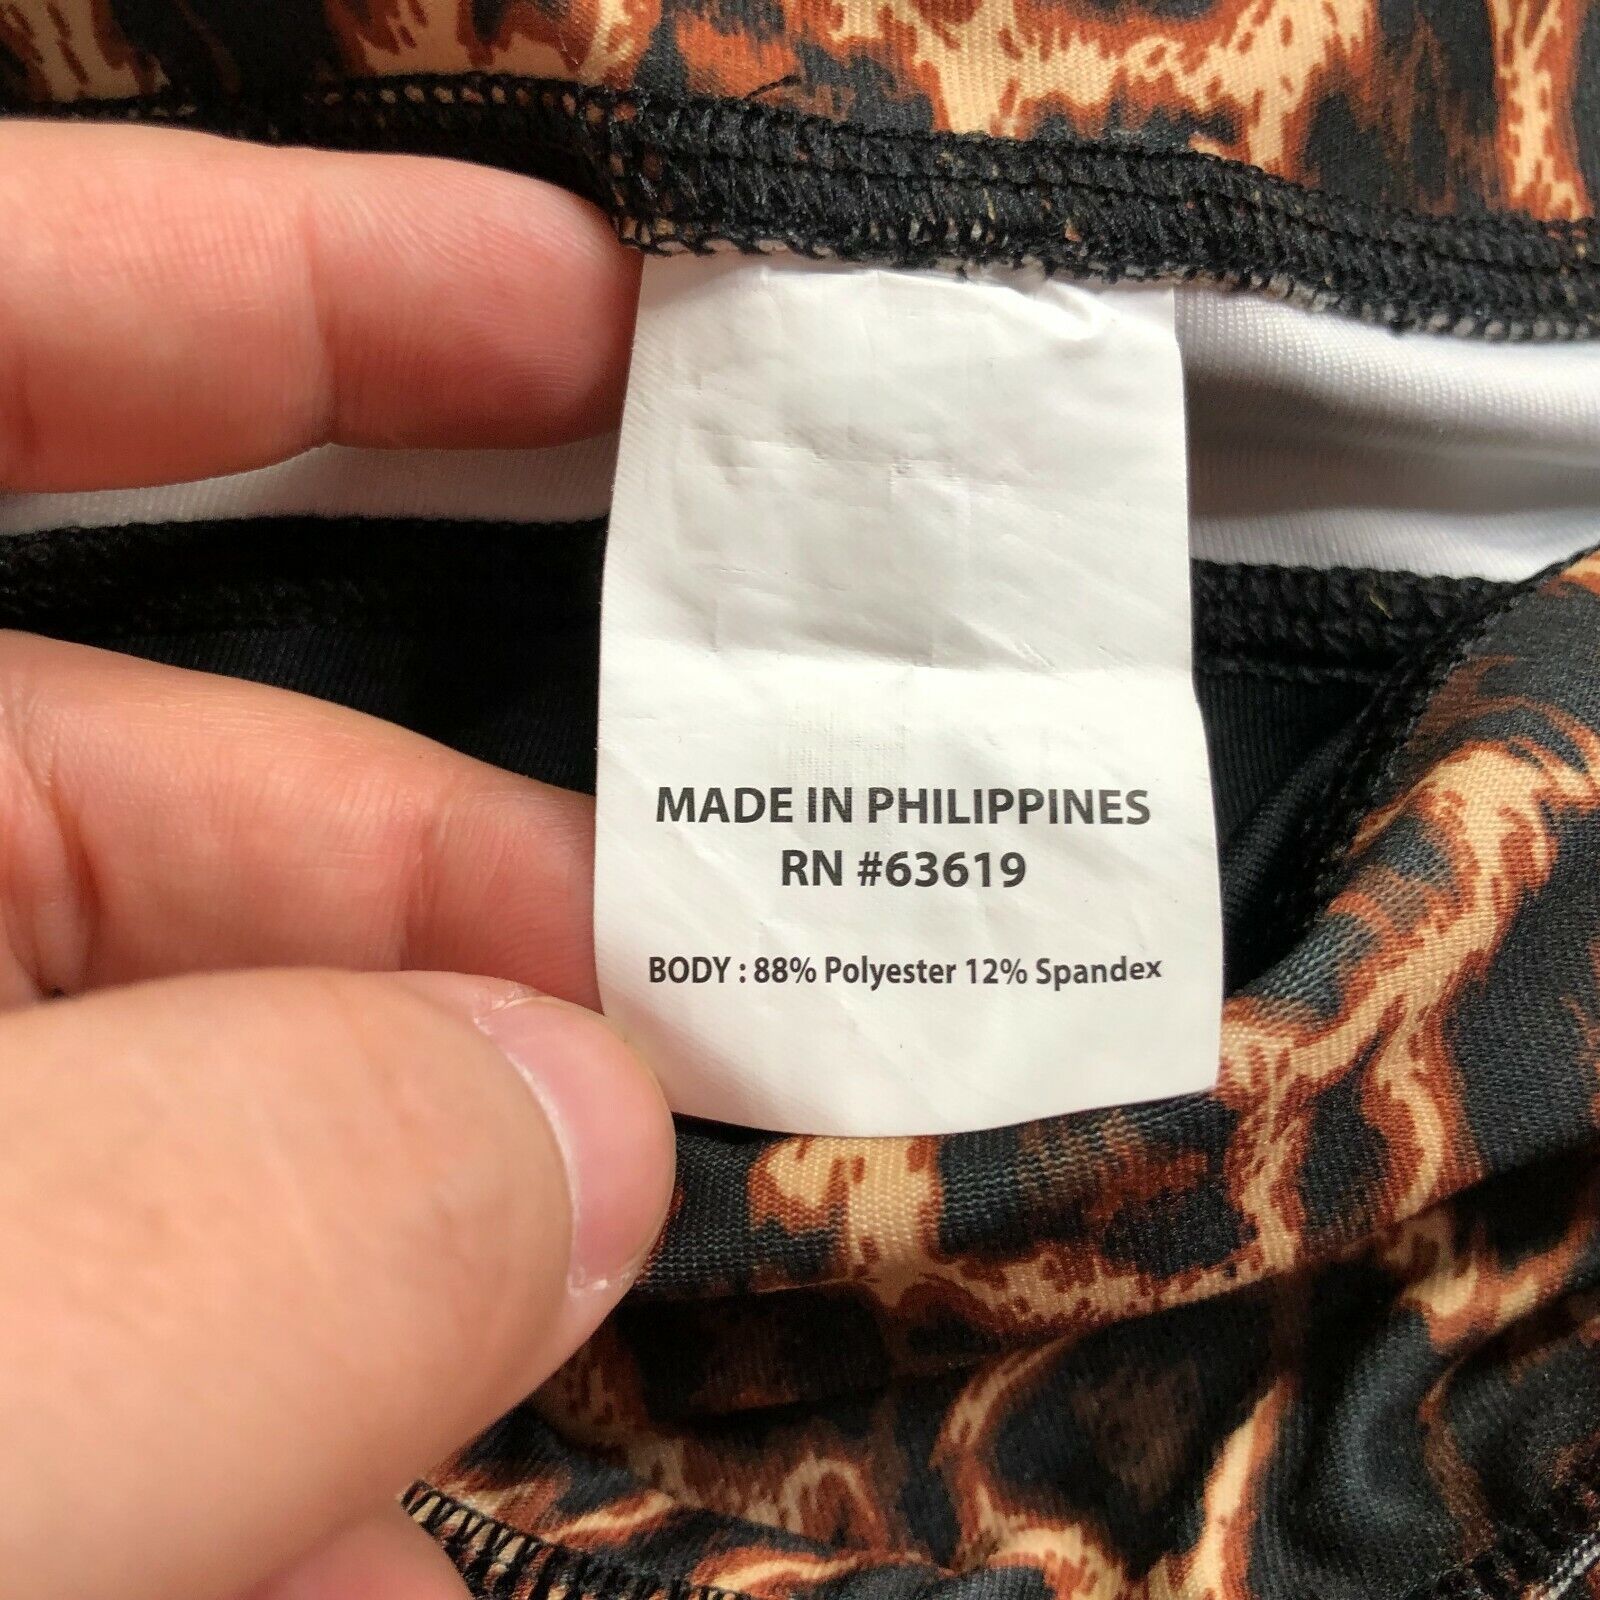 MADE IN PHILIPPINES
RN #63619
BODY : 88% Polyester 12% Spandex